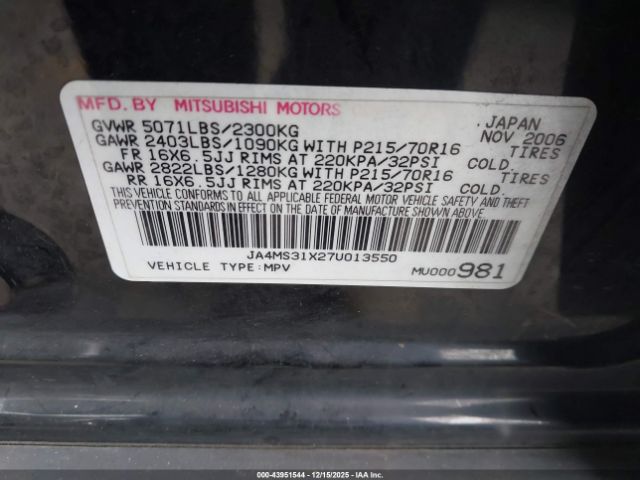 MFD. BY MITSUBISHI MOTORS . JAPAN
GVWR 5071LBS/2300KG NOV 2006
GAWR 2403LBS/1090KG WITH P215/70R16 TIRES
FR 16X6.5JJ RIMS AT 220KPA/32PSI COLD.
GAWR 2822LBS/1280KG WITH P215/70R16 TIRES
RR 16X6.5JJ RIMS AT 220KPA/32PSI COLD.
THIS VEHICLE CONFORMS TO ALL APPLICABLE FEDERAL MOTOR VEHICLE SAFETY AND THEFT
PREVENTION STANDARDS IN EFFECT ON THE DATE OF MANUFACTURE SHOWN ABOVE.
JA4MS31X27U013550
VEHICLE TYPE:MPV MU000981
000-43951544 - 12/15/2025 - IAAI.CA